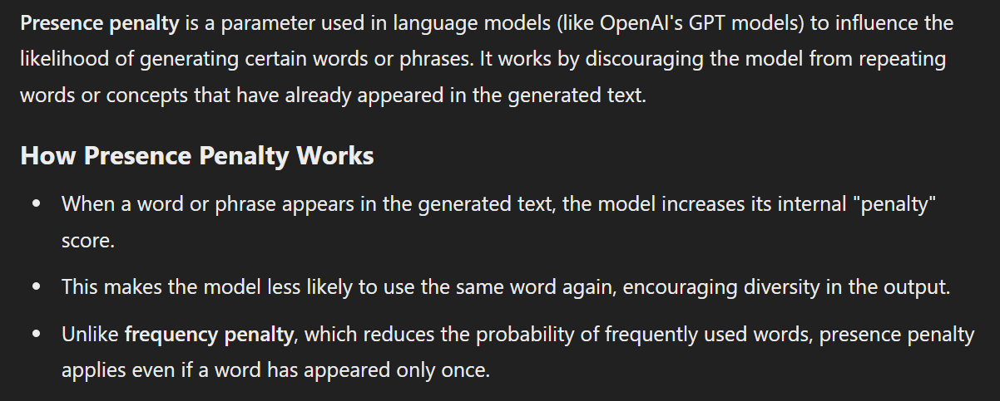 Presence penalty is a parameter used in language models (like OpenAI's GPT models) to influence the
likelihood of generating certain words or phrases. It works by discouraging the model from repeating
words or concepts that have already appeared in the generated text.
How Presence Penalty Works
• When a word or phrase appears in the generated text, the model increases its internal "penalty"
score.
• This makes the model less likely to use the same word again, encouraging diversity in the output.
• Unlike frequency penalty, which reduces the probability of frequently used words, presence penalty
applies even if a word has appeared only once.